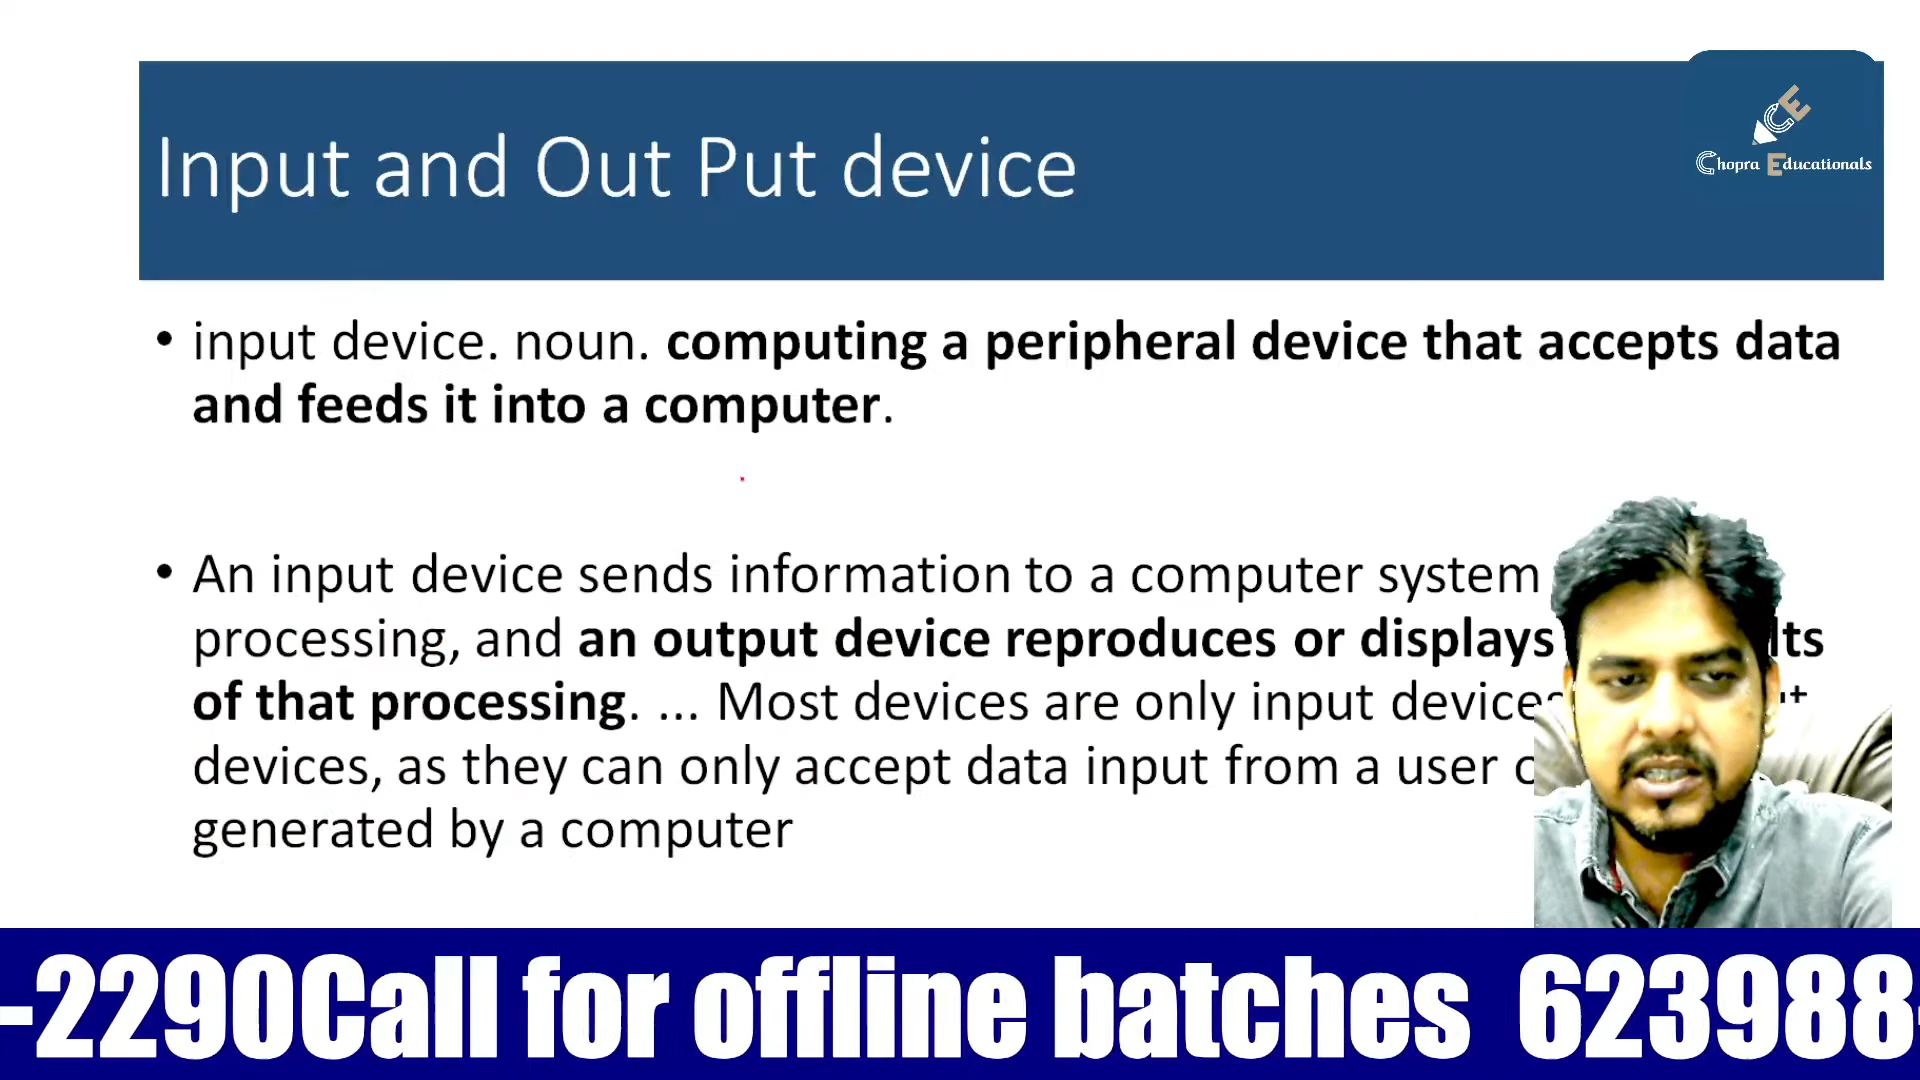 Input and Out Put device
Chopra Educationals
• input device. noun. computing a peripheral device that accepts data
and feeds it into a computer.
• An input device sends information to a computer system
processing, and an output device reproduces or displays
of that processing. ... Most devices are only input
devices, as they can only accept data input from a user
generated by a computer
-2290Call for offline batches 623988